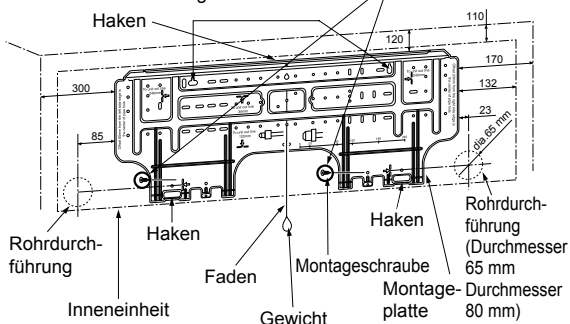 Haken
110
120
170
300
132
23
85
dia.65 mm
Haken
Haken
Rohrdurch-
führung
Rohrdurch-
führung
(Durchmesser
65 mm
Durchmesser
80 mm)
Faden
Montageschraube
Montage-
platte
Inneneinheit
Gewicht